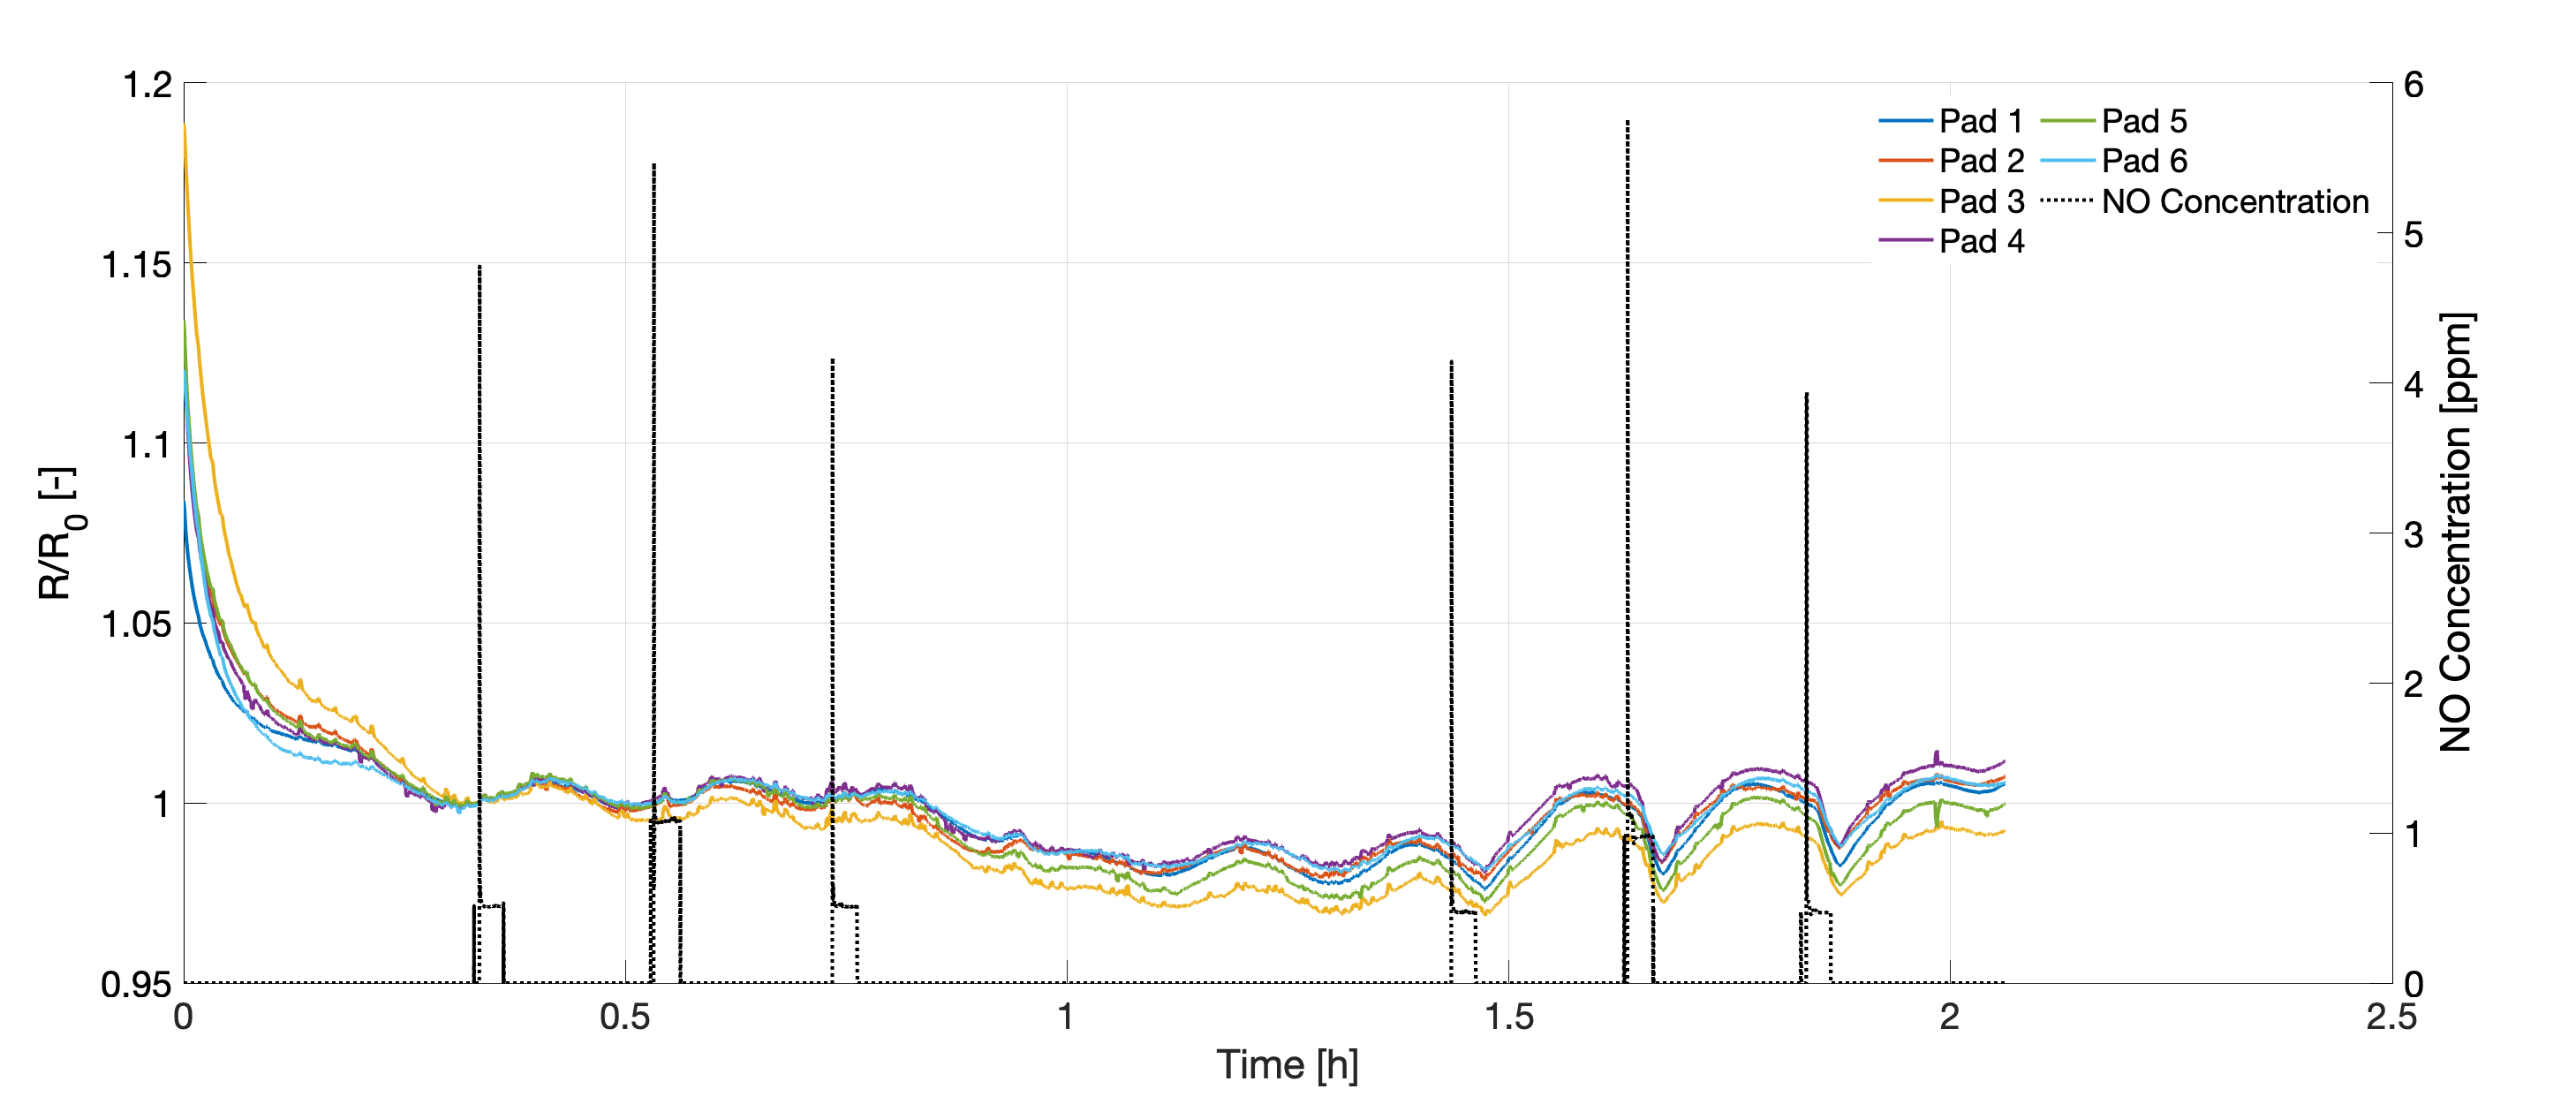 1.2
1.15
1.1
1.05
1
0.95
R/R0 [-]
0
0.5
1
1.5
2
2.5
Time [h]
6
5
4
3
2
1
0
NO Concentration [ppm]
Pad 1
Pad 2
Pad 3
Pad 4
Pad 5
Pad 6
NO Concentration